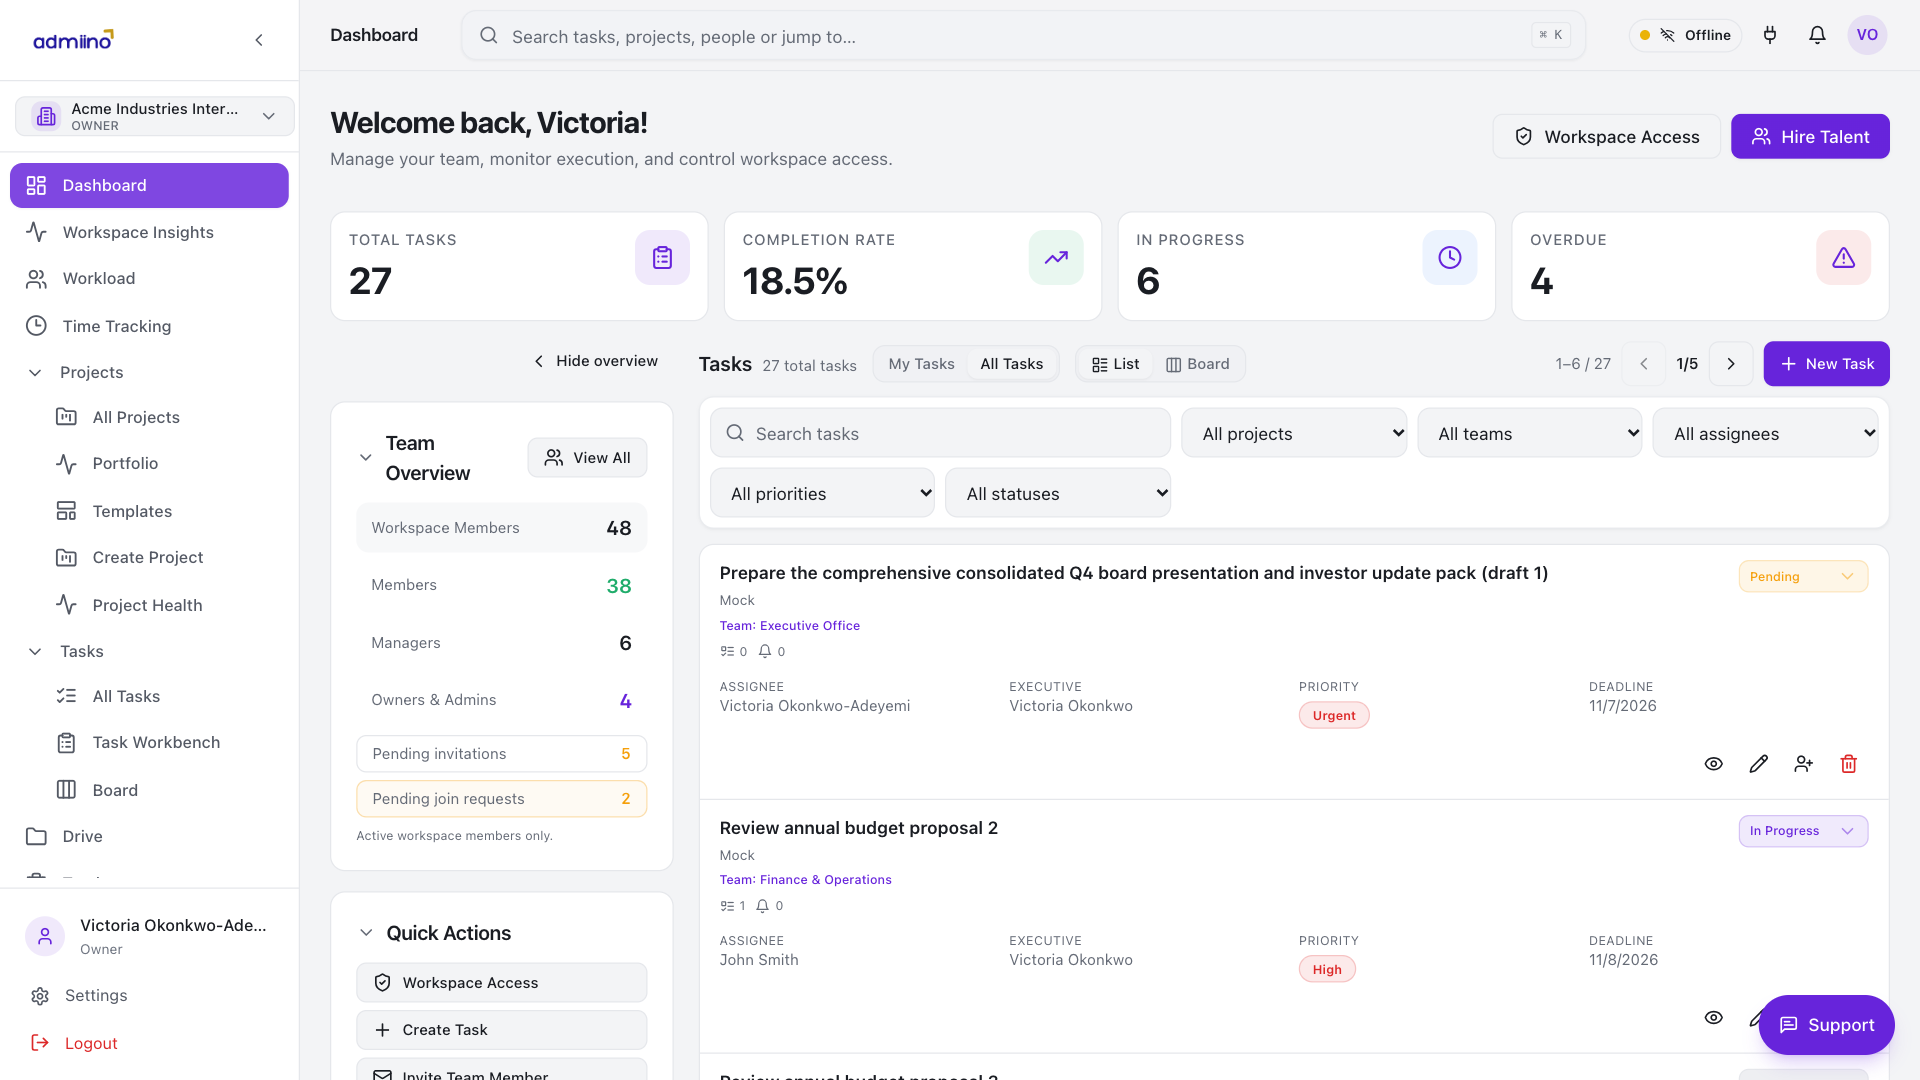 admiino
Acme Industries Inter...
OWNER
Dashboard
Workspace Insights
Workload
Time Tracking
Projects
All Projects
Portfolio
Templates
Create Project
Project Health
Tasks
All Tasks
Task Workbench
Board
Drive
Victoria Okonkwo-Ade...
Owner
Settings
Logout
Dashboard
Search tasks, projects, people or jump to...
⌘ K
Offline
VO
Welcome back, Victoria!
Manage your team, monitor execution, and control workspace access.
Workspace Access
Hire Talent
TOTAL TASKS
27
COMPLETION RATE
18.5%
IN PROGRESS
6
OVERDUE
4
Hide overview
Team
Overview
View All
Workspace Members 48
Members 38
Managers 6
Owners & Admins 4
Pending invitations 5
Pending join requests 2
Active workspace members only.
Quick Actions
Workspace Access
Create Task
Invite Team Member
Tasks 27 total tasks
My Tasks All Tasks
List Board
1–6 / 27
1/5
New Task
Search tasks
All projects
All teams
All assignees
All priorities
All statuses
Prepare the comprehensive consolidated Q4 board presentation and investor update pack (draft 1)
Pending
Mock
Team: Executive Office
0 0
ASSIGNEE EXECUTIVE PRIORITY DEADLINE
Victoria Okonkwo-Adeyemi Victoria Okonkwo Urgent 11/7/2026
Review annual budget proposal 2
In Progress
Mock
Team: Finance & Operations
1 0
ASSIGNEE EXECUTIVE PRIORITY DEADLINE
John Smith Victoria Okonkwo High 11/8/2026
Support
Review annual budget proposal 3